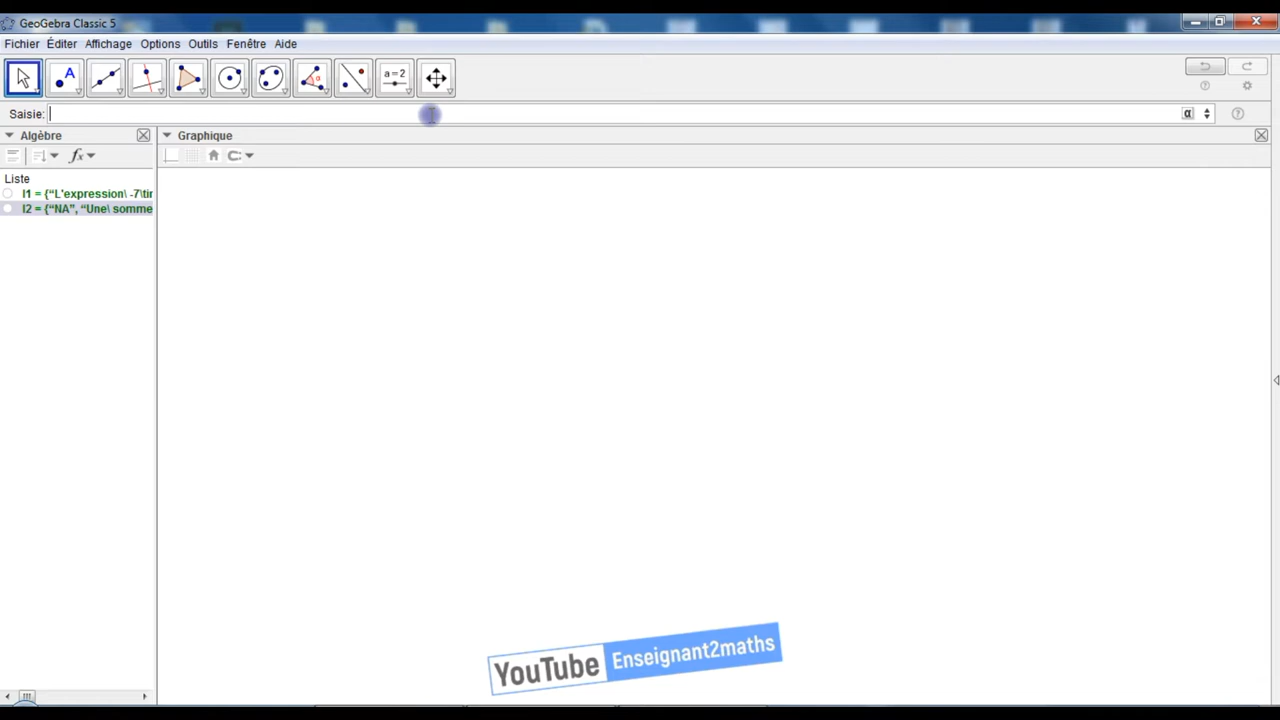 GeoGebra Classic 5
Fichier Éditer Affichage Options Outils Fenêtre Aide
A
α
a=2
Saisie:
α
Algèbre
Graphique
fx
Liste
l1 = {“L'expression\ -7\tir
l2 = {“NA”, “Une\ somme
YouTube Enseignant2maths